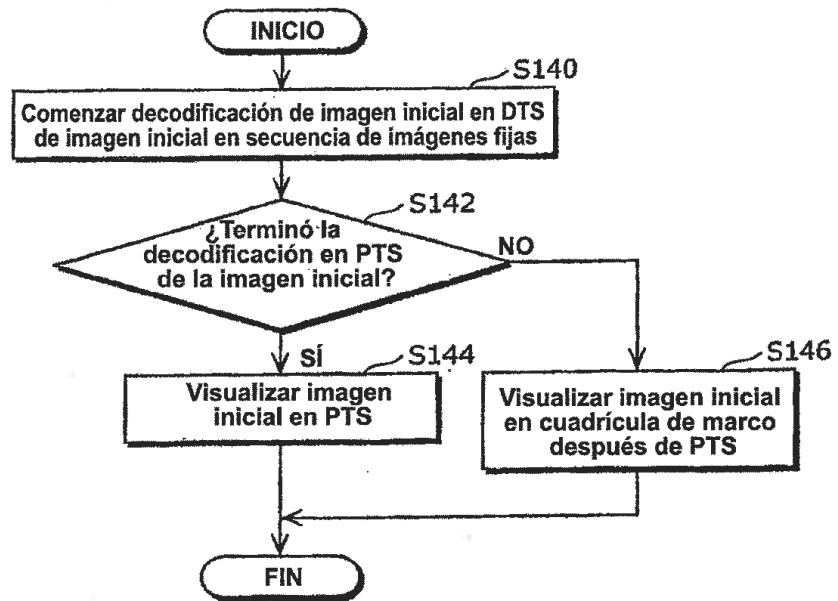 INICIO
S140
Comenzar decodificación de imagen inicial en DTS
de imagen inicial en secuencia de imágenes fijas
S142
¿Terminó la
decodificación en PTS
de la imagen inicial?
NO
SÍ
S144
Visualizar imagen
inicial en PTS
S146
Visualizar imagen inicial
en cuadrícula de marco
después de PTS
FIN